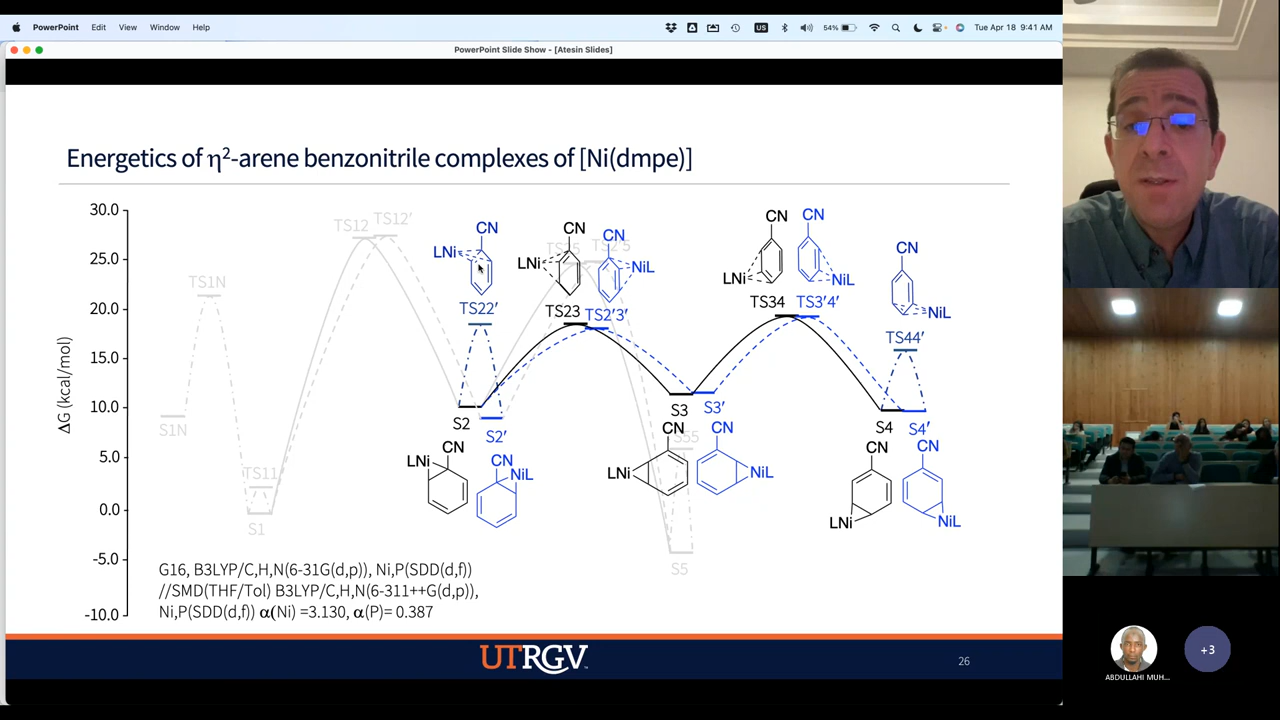 PowerPoint Edit View Window Help
US 54% Tue Apr 18 9:41 AM
PowerPoint Slide Show - [Atesin Slides]
Energetics of η²-arene benzonitrile complexes of [Ni(dmpe)]
ΔG (kcal/mol)
30.0
25.0
20.0
15.0
10.0
5.0
0.0
-5.0
-10.0
TS12 TS12′
TS1N
S1N
TS11
S1
CN
LNi
TS22′
CN
LNi
TS23
CN
NiL
TS2′3′
CN
LNi
TS34
CN
NiL
TS3′4′
CN
NiL
TS44′
S2
S2′
S3
S3′
S4
S4′
CN
LNi
CN
NiL
CN
LNi
CN
NiL
CN
LNi
CN
NiL
S55
S5
G16, B3LYP/C,H,N(6-31G(d,p)), Ni,P(SDD(d,f))
//SMD(THF/Tol) B3LYP/C,H,N(6-311++G(d,p)),
Ni,P(SDD(d,f)) α(Ni) =3.130, α(P)= 0.387
UTRGV
26
ABDULLAHI MUH...
+3